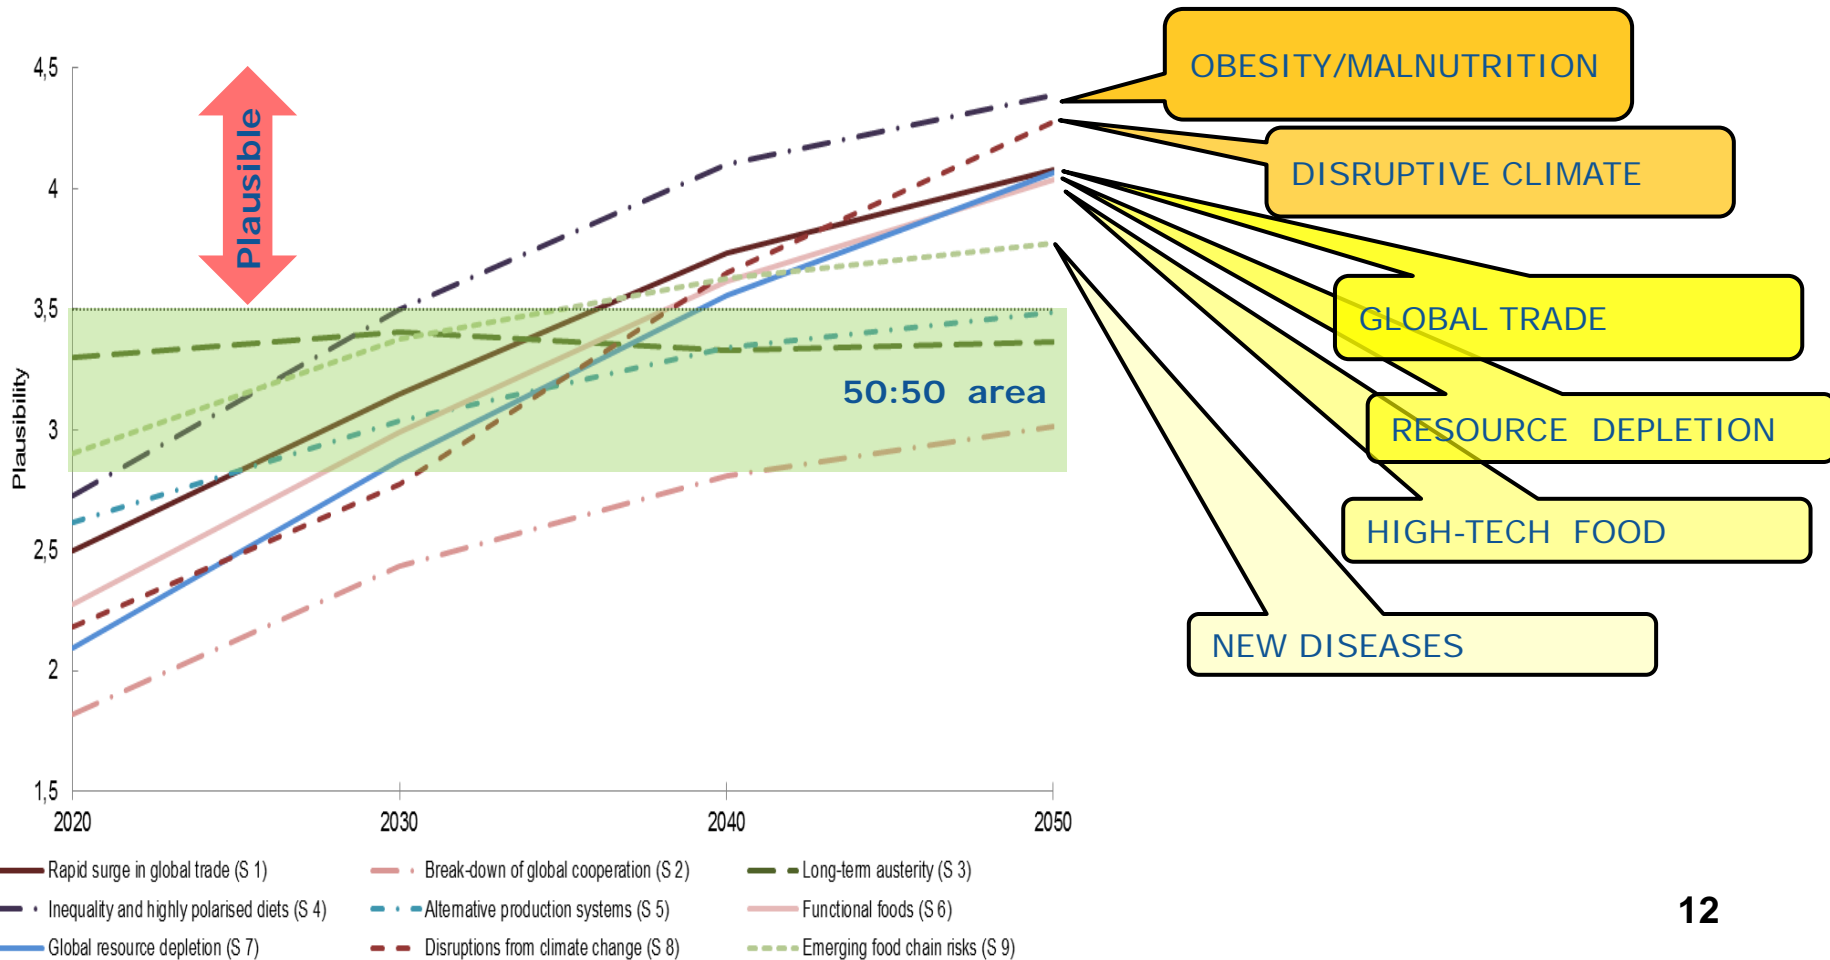 OBESITY/MALNUTRITION
4,5
Plausible
DISRUPTIVE CLIMATE
4
GLOBAL TRADE
3,5
Plausibility
50:50 area
RESOURCE DEPLETION
3
HIGH-TECH FOOD
2,5
NEW DISEASES
2
1,5
2020 2030 2040 2050
Rapid surge in global trade (S 1) Break-down of global cooperation (S 2) Long-term austerity (S 3)
Inequality and highly polarised diets (S 4) Alternative production systems (S 5) Functional foods (S 6)
Global resource depletion (S 7) Disruptions from climate change (S 8) Emerging food chain risks (S 9)
12